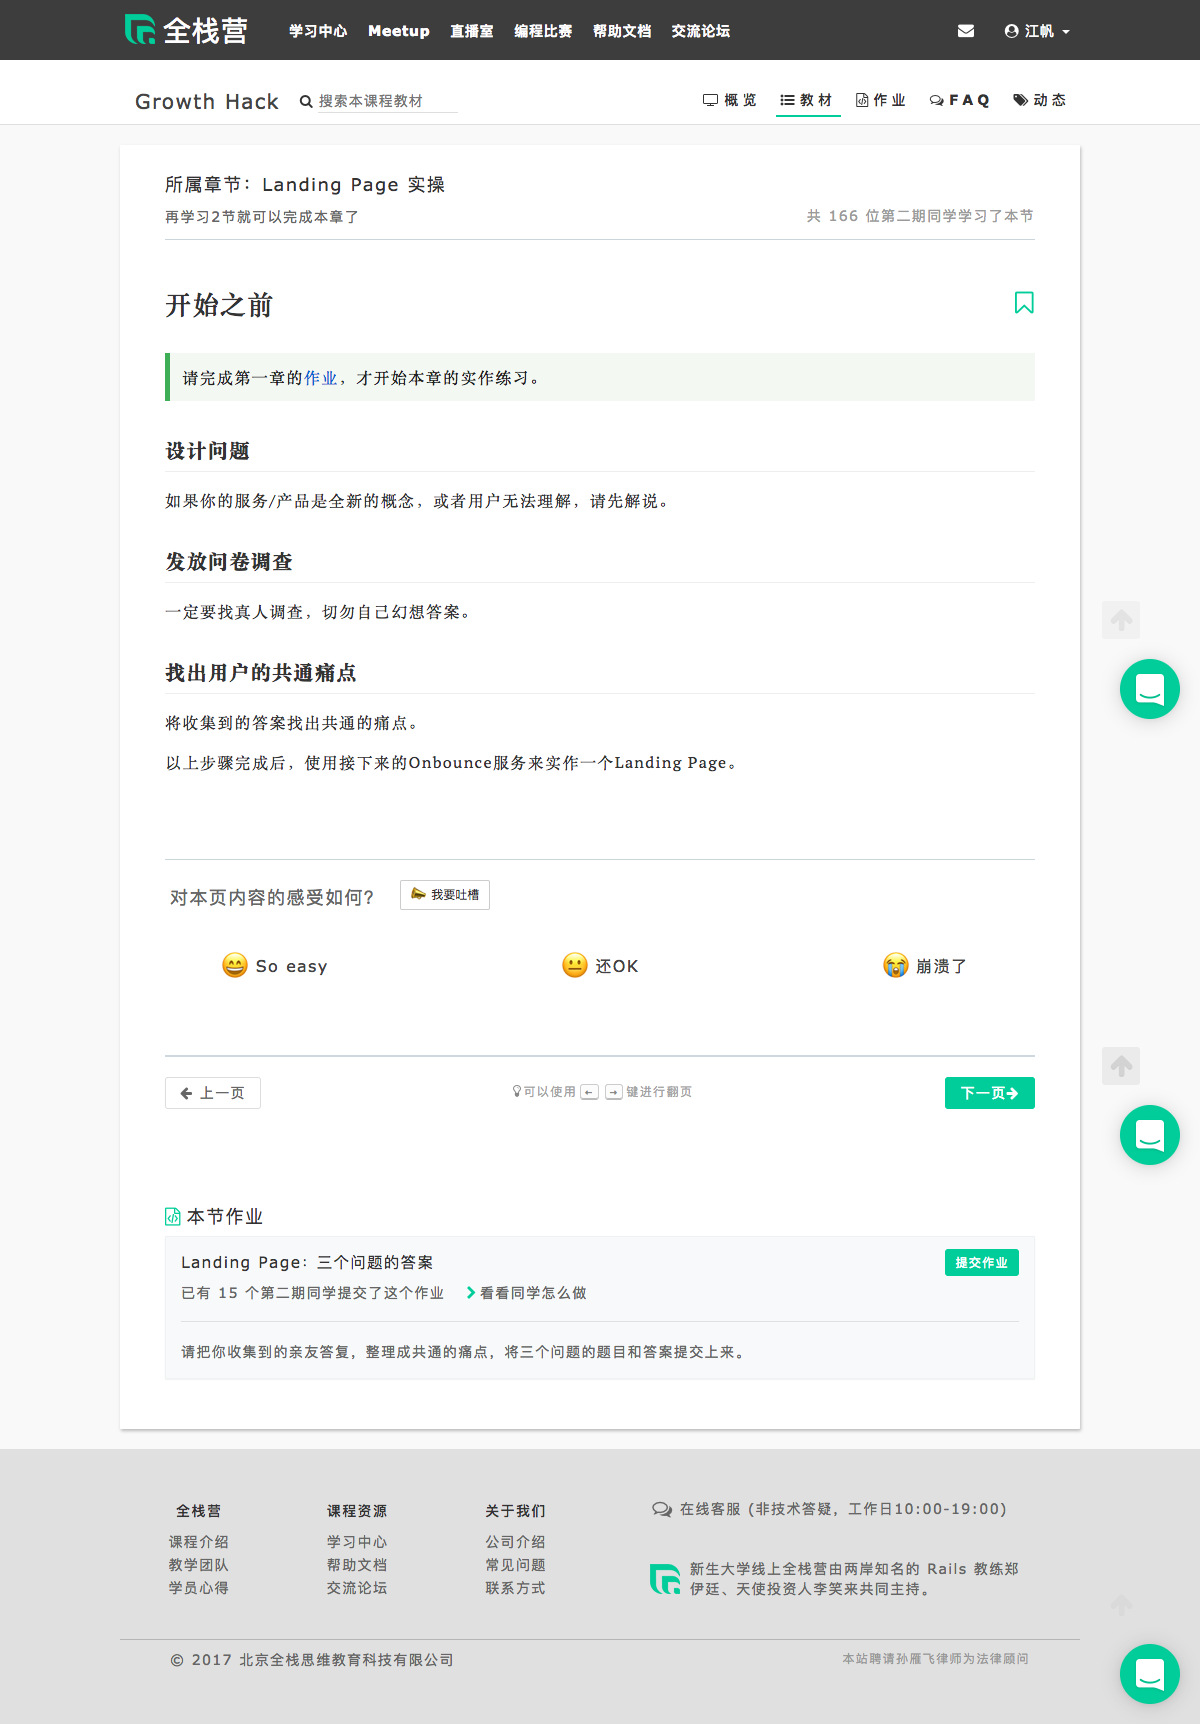 全栈营
学习中心 Meetup 直播室 编程比赛 帮助文档 交流论坛 江帆
Growth Hack 搜索本课程教材 概览 教材 作业 FAQ 动态
所属章节：Landing Page 实操
再学习2节就可以完成本章了 共 166 位第二期同学学习了本节
开始之前
请完成第一章的作业，才开始本章的实作练习。
设计问题
如果你的服务/产品是全新的概念，或者用户无法理解，请先解说。
发放问卷调查
一定要找真人调查，切勿自己幻想答案。
找出用户的共通痛点
将收集到的答案找出共通的痛点。
以上步骤完成后，使用接下来的Onbounce服务来实作一个Landing Page。
对本页内容的感受如何？ 我要吐槽
So easy 还OK 崩溃了
上一页 可以使用 ← → 键进行翻页 下一页
本节作业
Landing Page：三个问题的答案 提交作业
已有 15 个第二期同学提交了这个作业 看看同学怎么做
请把你收集到的亲友答复，整理成共通的痛点，将三个问题的题目和答案提交上来。
全栈营 课程资源 关于我们 在线客服 (非技术答疑，工作日10:00-19:00)
课程介绍 学习中心 公司介绍
教学团队 帮助文档 常见问题 新生大学线上全栈营由两岸知名的 Rails 教练郑
学员心得 交流论坛 联系方式 伊廷、天使投资人李笑来共同主持。
© 2017 北京全栈思维教育科技有限公司 本站聘请孙雁飞律师为法律顾问